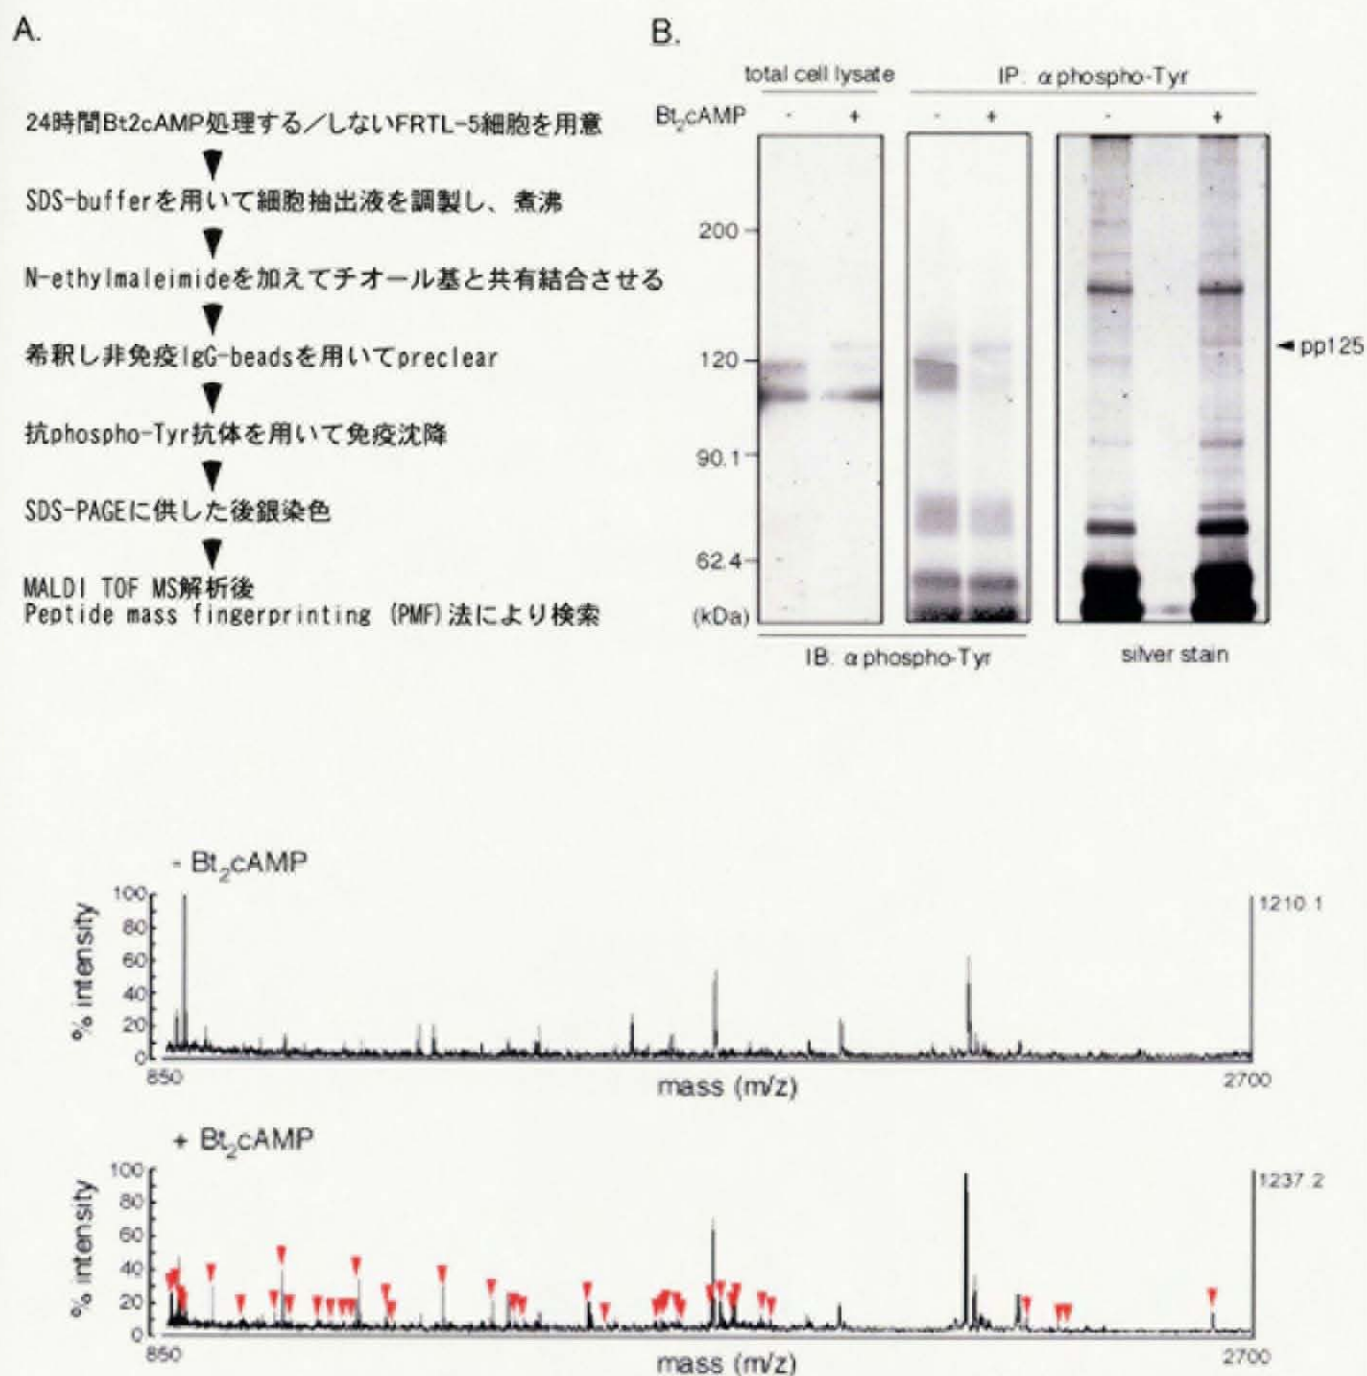 A.
24時間Bt2cAMP処理する/しないFRTL-5細胞を用意
SDS-bufferを用いて細胞抽出液を調製し、煮沸
N-ethylmaleimideを加えてチオール基と共有結合させる
希釈し非免疫IgG-beadsを用いてpreclear
抗phospho-Tyr抗体を用いて免疫沈降
SDS-PAGEに供した後銀染色
MALDI TOF MS解析後
Peptide mass fingerprinting (PMF)法により検索
B.
total cell lysate
IP: αphospho-Tyr
Bt2cAMP - + - + - +
200
120
90.1
62.4
(kDa)
pp125
IB: αphospho-Tyr
silver stain
- Bt2cAMP
% intensity
100
80
60
40
20
0
1210.1
850
mass (m/z)
2700
+ Bt2cAMP
% intensity
100
80
60
40
20
0
1237.2
850
mass (m/z)
2700